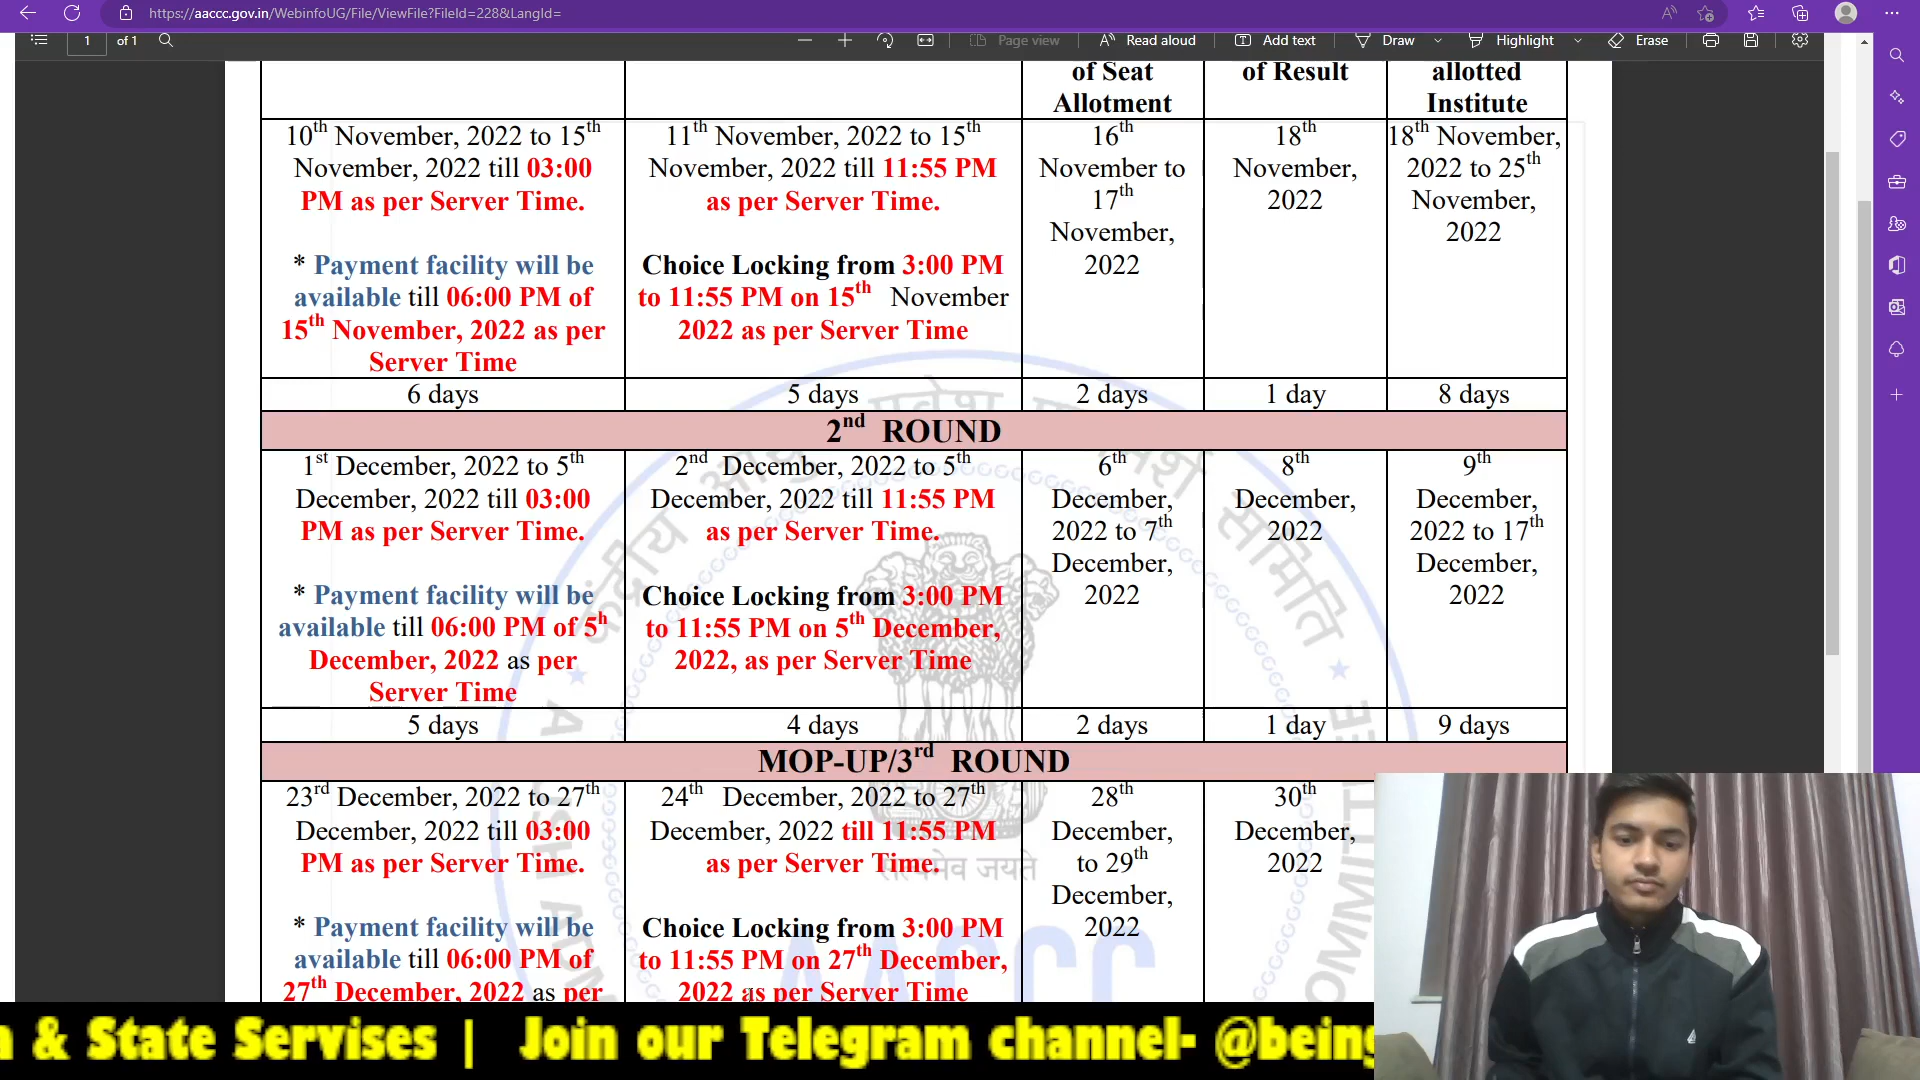 https://aaccc.gov.in/WebinfoUG/File/ViewFile?FileId=228&LangId=
1 of 1 Page view Read aloud Add text Draw Highlight Erase
of Seat
Allotment
of Result
allotted
Institute
10th November, 2022 to 15th
November, 2022 till 03:00
PM as per Server Time.
* Payment facility will be
available till 06:00 PM of
15th November, 2022 as per
Server Time
11th November, 2022 to 15th
November, 2022 till 11:55 PM
as per Server Time.
Choice Locking from 3:00 PM
to 11:55 PM on 15th November
2022 as per Server Time
16th
November to
17th
November,
2022
18th
November,
2022
18th November,
2022 to 25th
November,
2022
6 days
5 days
2 days
1 day
8 days
2nd ROUND
1st December, 2022 to 5th
December, 2022 till 03:00
PM as per Server Time.
* Payment facility will be
available till 06:00 PM of 5h
December, 2022 as per
Server Time
2nd December, 2022 to 5th
December, 2022 till 11:55 PM
as per Server Time.
Choice Locking from 3:00 PM
to 11:55 PM on 5th December,
2022, as per Server Time
6th
December,
2022 to 7th
December,
2022
8th
December,
2022
9th
December,
2022 to 17th
December,
2022
5 days
4 days
2 days
1 day
9 days
MOP-UP/3rd ROUND
23rd December, 2022 to 27th
December, 2022 till 03:00
PM as per Server Time.
* Payment facility will be
available till 06:00 PM of
27th December, 2022 as per
24th December, 2022 to 27th
December, 2022 till 11:55 PM
as per Server Time.
Choice Locking from 3:00 PM
to 11:55 PM on 27th December,
2022 as per Server Time
28th
December,
to 29th
December,
2022
30th
December,
2022
AACCC
& State Servises | Join our Telegram channel- @being